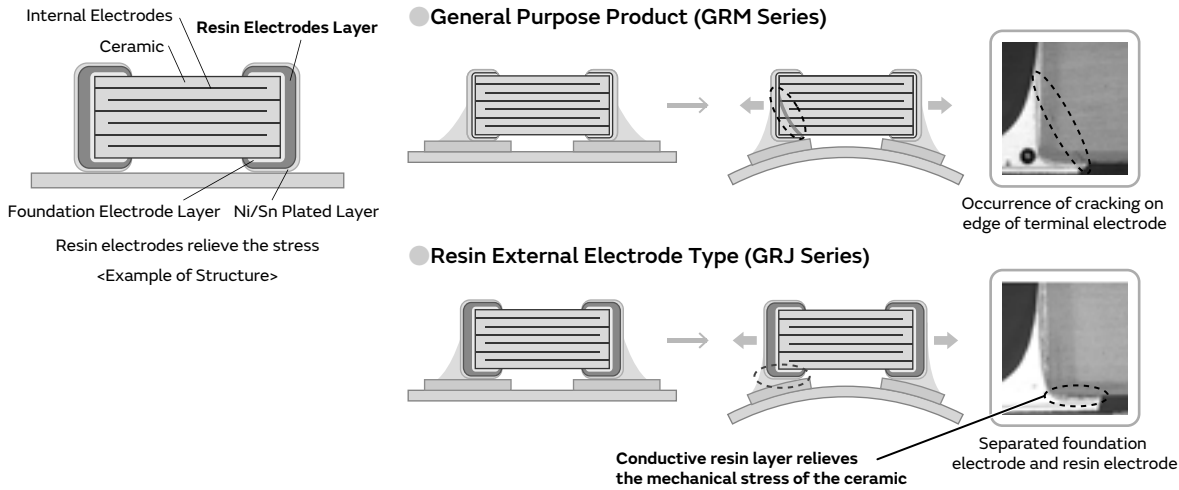 Internal Electrodes
Resin Electrodes Layer
Ceramic
Foundation Electrode Layer
Ni/Sn Plated Layer
Resin electrodes relieve the stress
<Example of Structure>
General Purpose Product (GRM Series)
Occurrence of cracking on
edge of terminal electrode
Resin External Electrode Type (GRJ Series)
Conductive resin layer relieves
the mechanical stress of the ceramic
Separated foundation
electrode and resin electrode